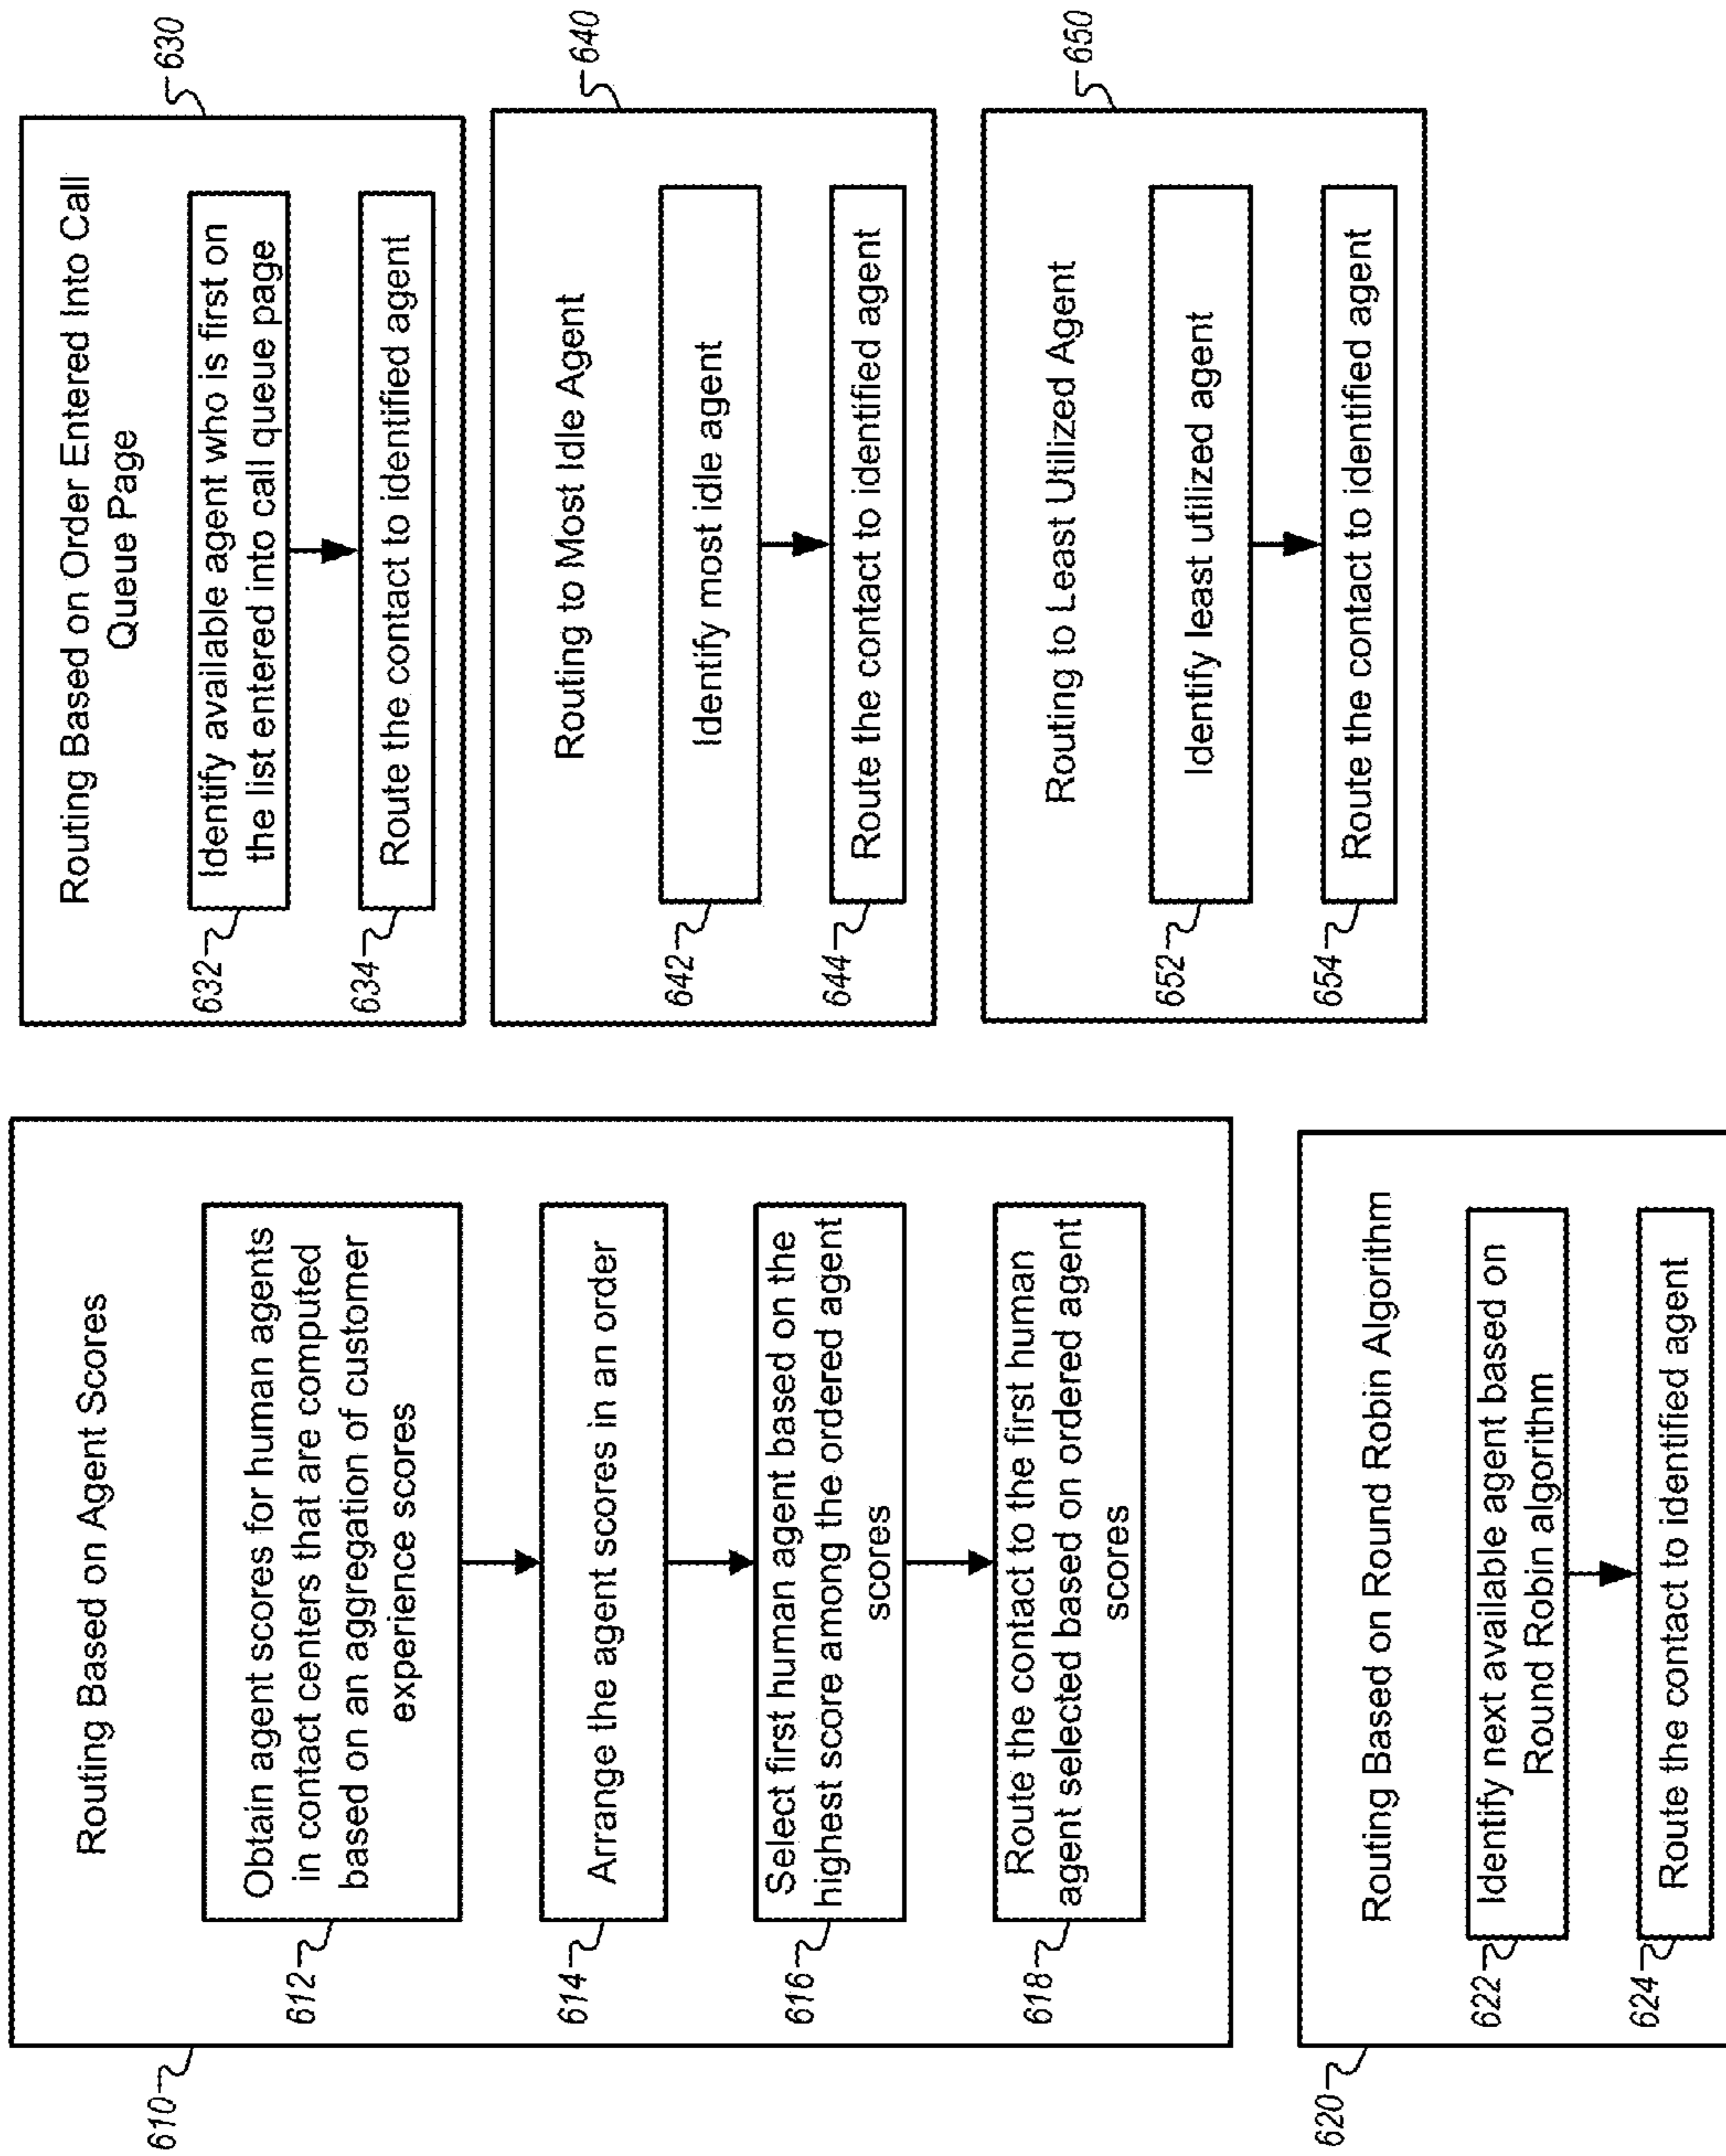 610
Routing Based on Agent Scores
612
Obtain agent scores for human agents
in contact centers that are computed
based on an aggregation of customer
experience scores
614
Arrange the agent scores in an order
616
Select first human agent based on the
highest score among the ordered agent
scores
618
Route the contact to the first human
agent selected based on ordered agent
scores
620
Routing Based on Round Robin Algorithm
622
Identify next available agent based on
Round Robin algorithm
624
Route the contact to identified agent
630
Routing Based on Order Entered Into Call
Queue Page
632
Identify available agent who is first on
the list entered into call queue page
634
Route the contact to identified agent
640
Routing to Most Idle Agent
642
Identify most idle agent
644
Route the contact to identified agent
650
Routing to Least Utilized Agent
652
Identify least utilized agent
654
Route the contact to identified agent